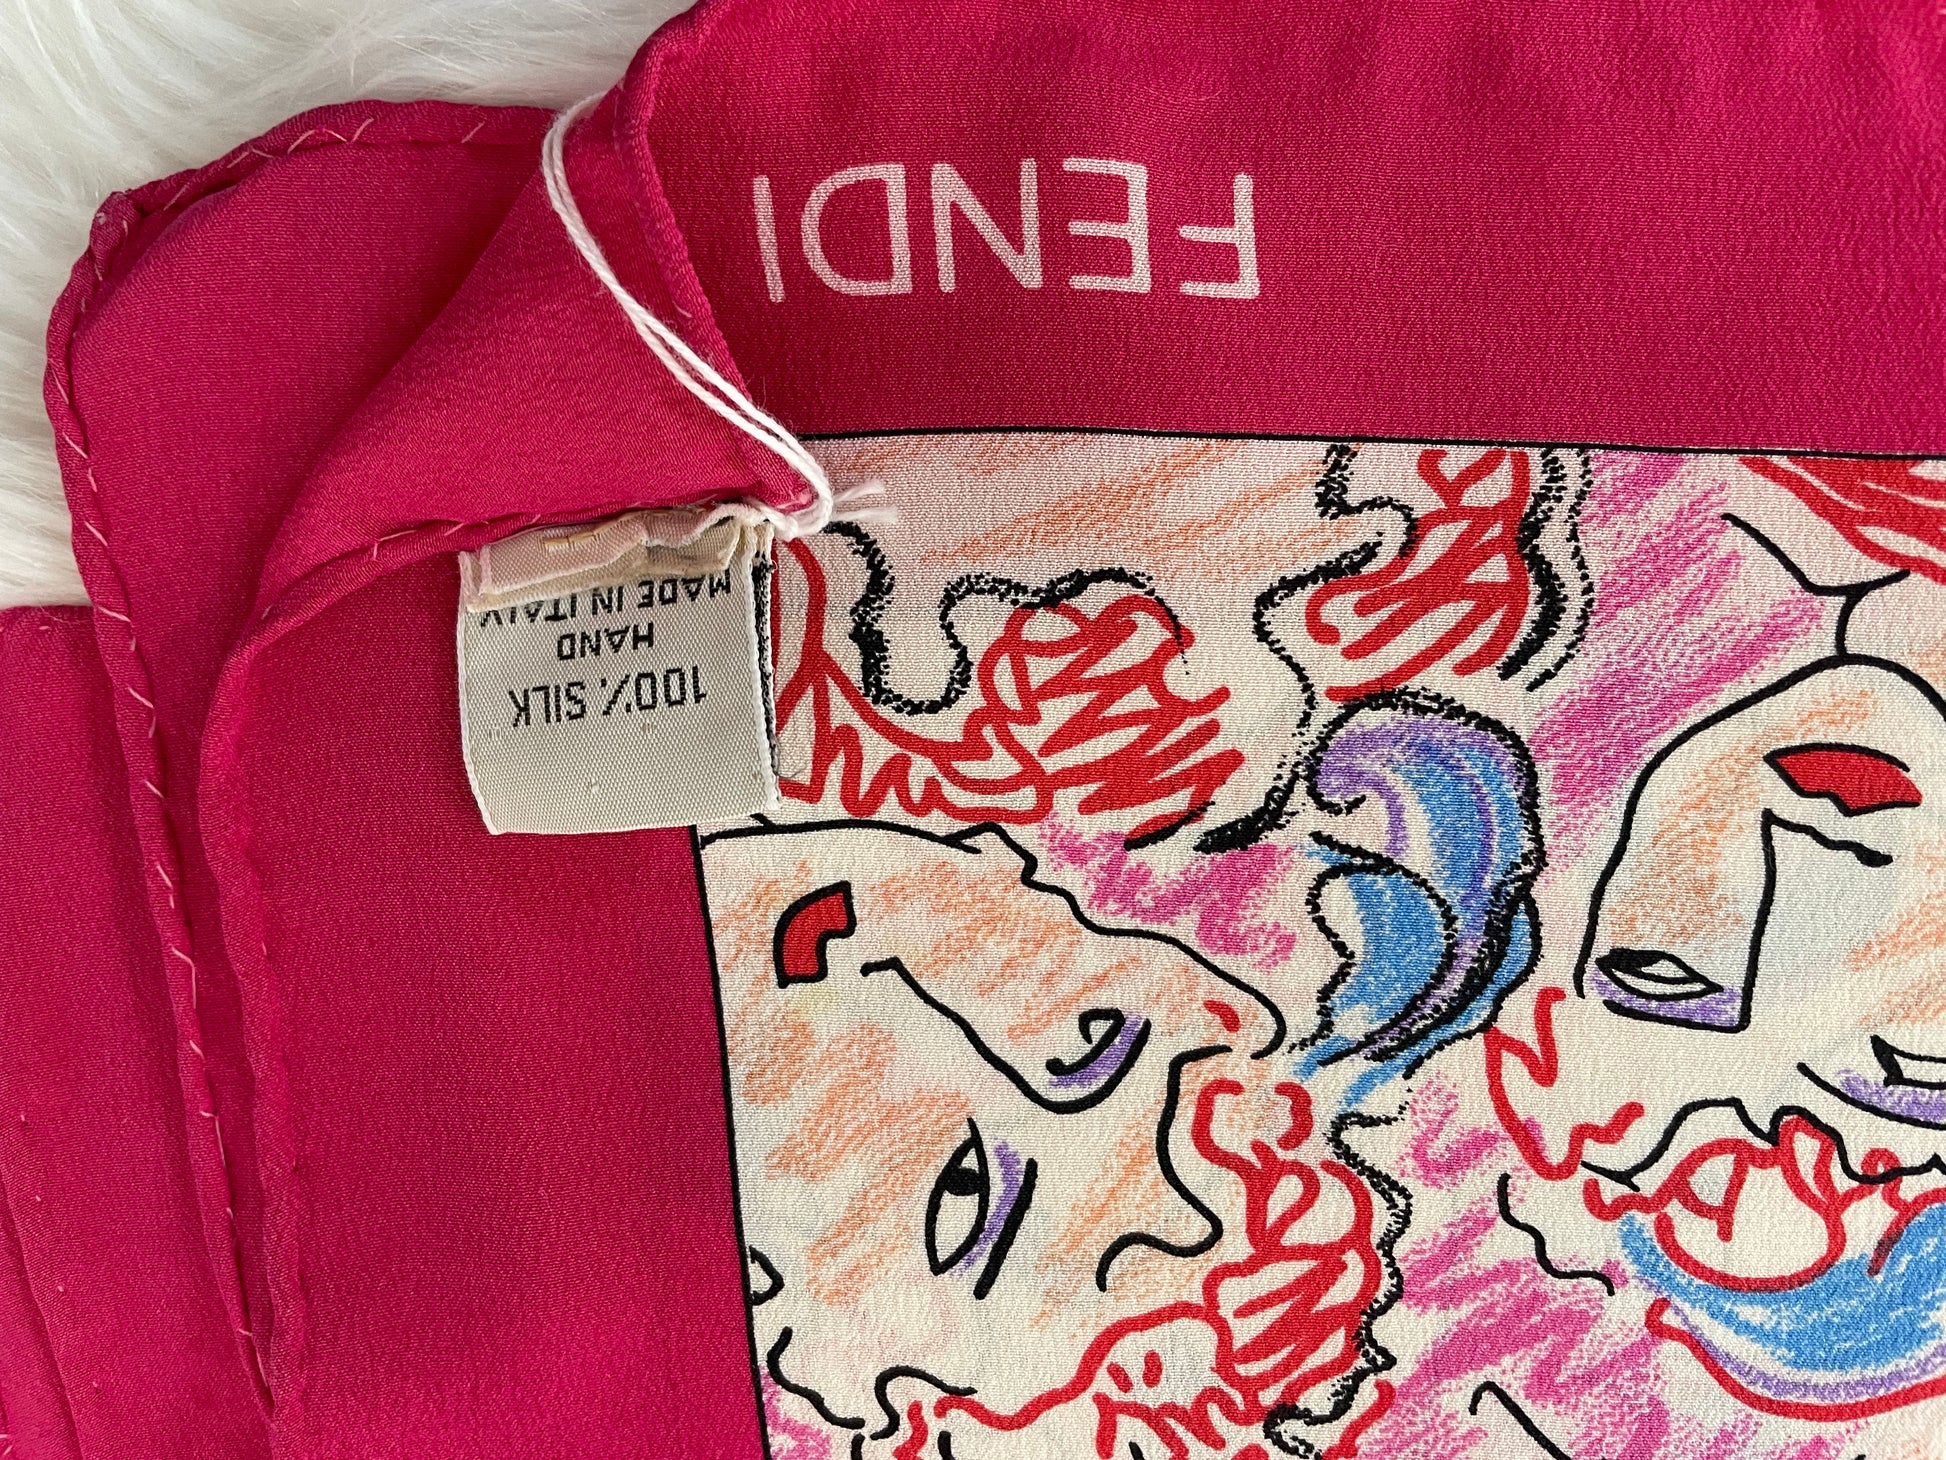 FENDI
100% SILK
HAND
MADE IN ITALY